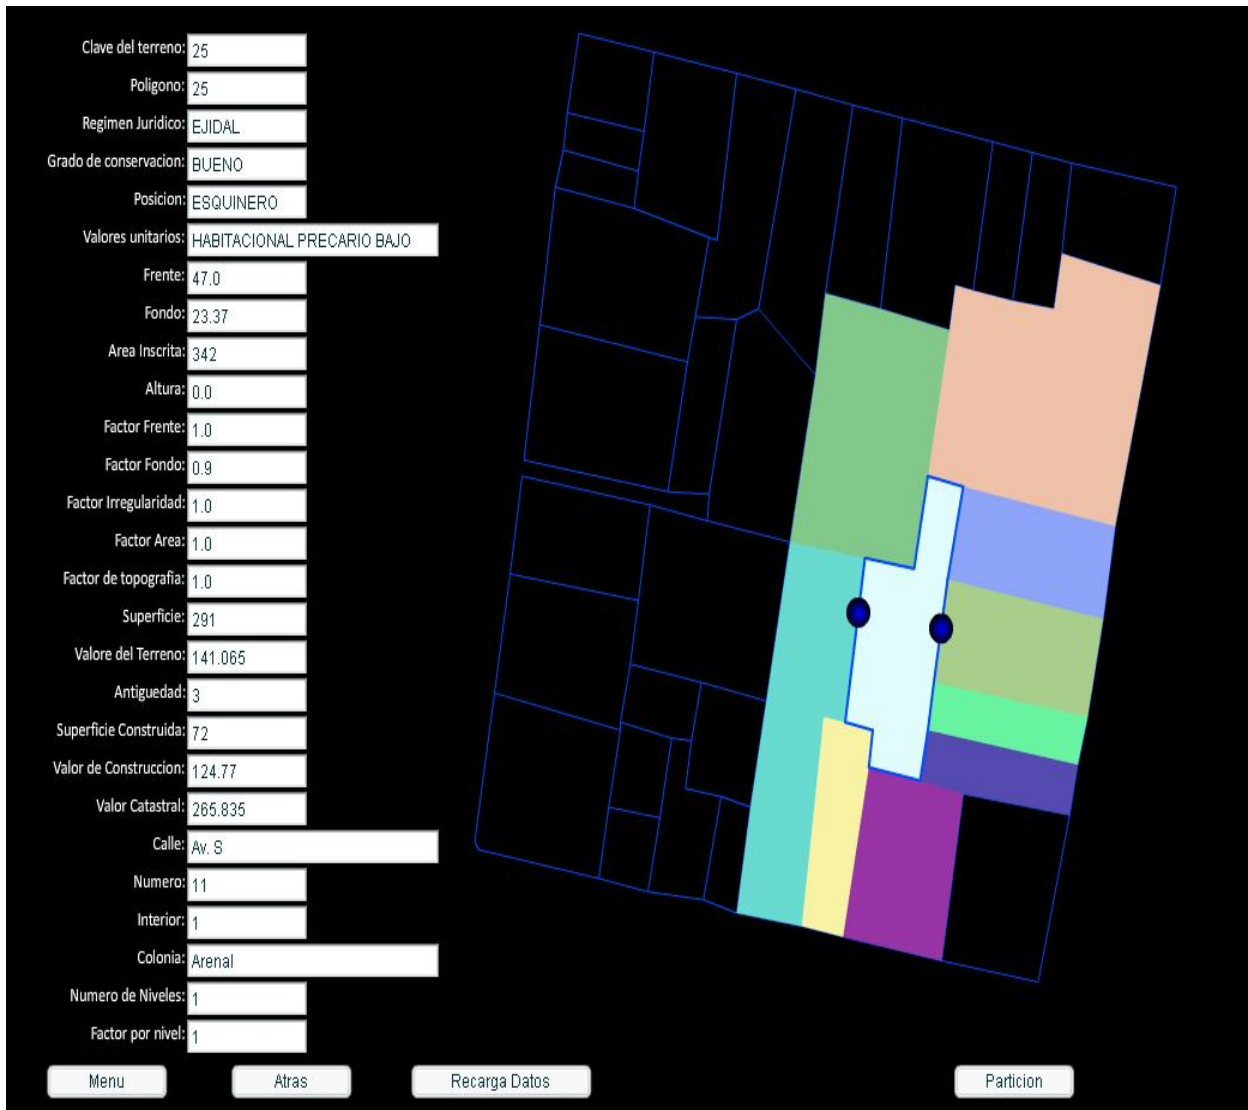 Clave del terreno: 25
Poligono: 25
Regimen Juridico: EJIDAL
Grado de conservacion: BUENO
Posicion: ESQUINERO
Valores unitarios: HABITACIONAL PRECARIO BAJO
Frente: 47.0
Fondo: 23.37
Area Inscrita: 342
Altura: 0.0
Factor Frente: 1.0
Factor Fondo: 0.9
Factor Irregularidad: 1.0
Factor Area: 1.0
Factor de topografia: 1.0
Superficie: 291
Valore del Terreno: 141.065
Antiguedad: 3
Superficie Construida: 72
Valor de Construccion: 124.77
Valor Catastral: 265.835
Calle: Av. S
Numero: 11
Interior: 1
Colonia: Arenal
Numero de Niveles: 1
Factor por nivel: 1
Menu Atras Recarga Datos Particion